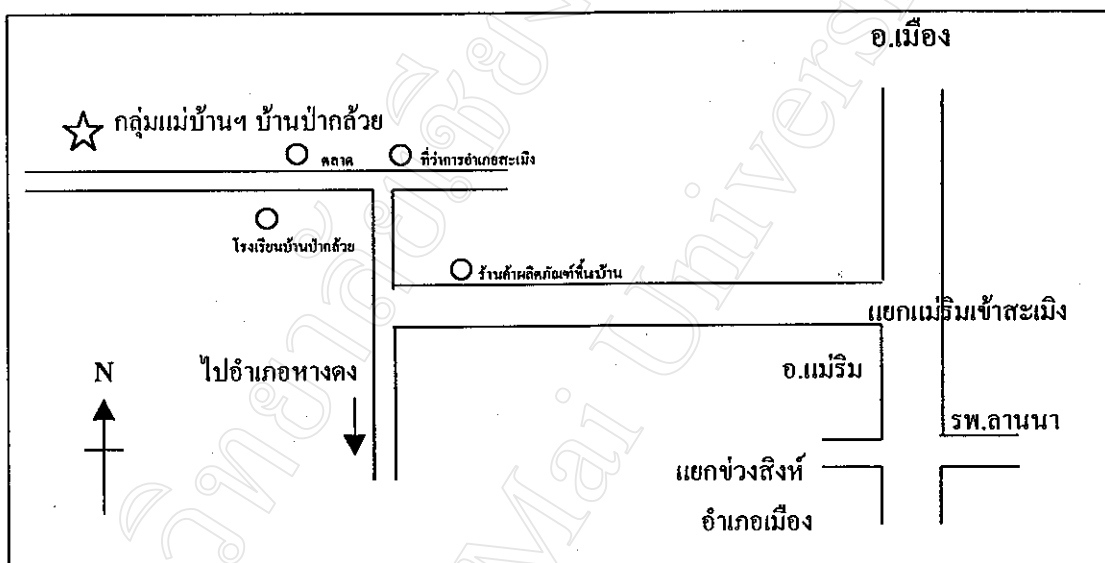 อ.เมือง
กลุ่มแม่บ้านฯ บ้านป่ากล้วย
ตลาด
ที่ว่าการอำเภอสะเมิง
โรงเรียนบ้านป่ากล้วย
ร้านค้าผลิตภัณฑ์พื้นบ้าน
แยกแม่ริมเข้าสะเมิง
N
ไปอำเภอหางดง
อ.แม่ริม
รพ.ลานนา
แยกข่วงสิงห์
อำเภอเมือง